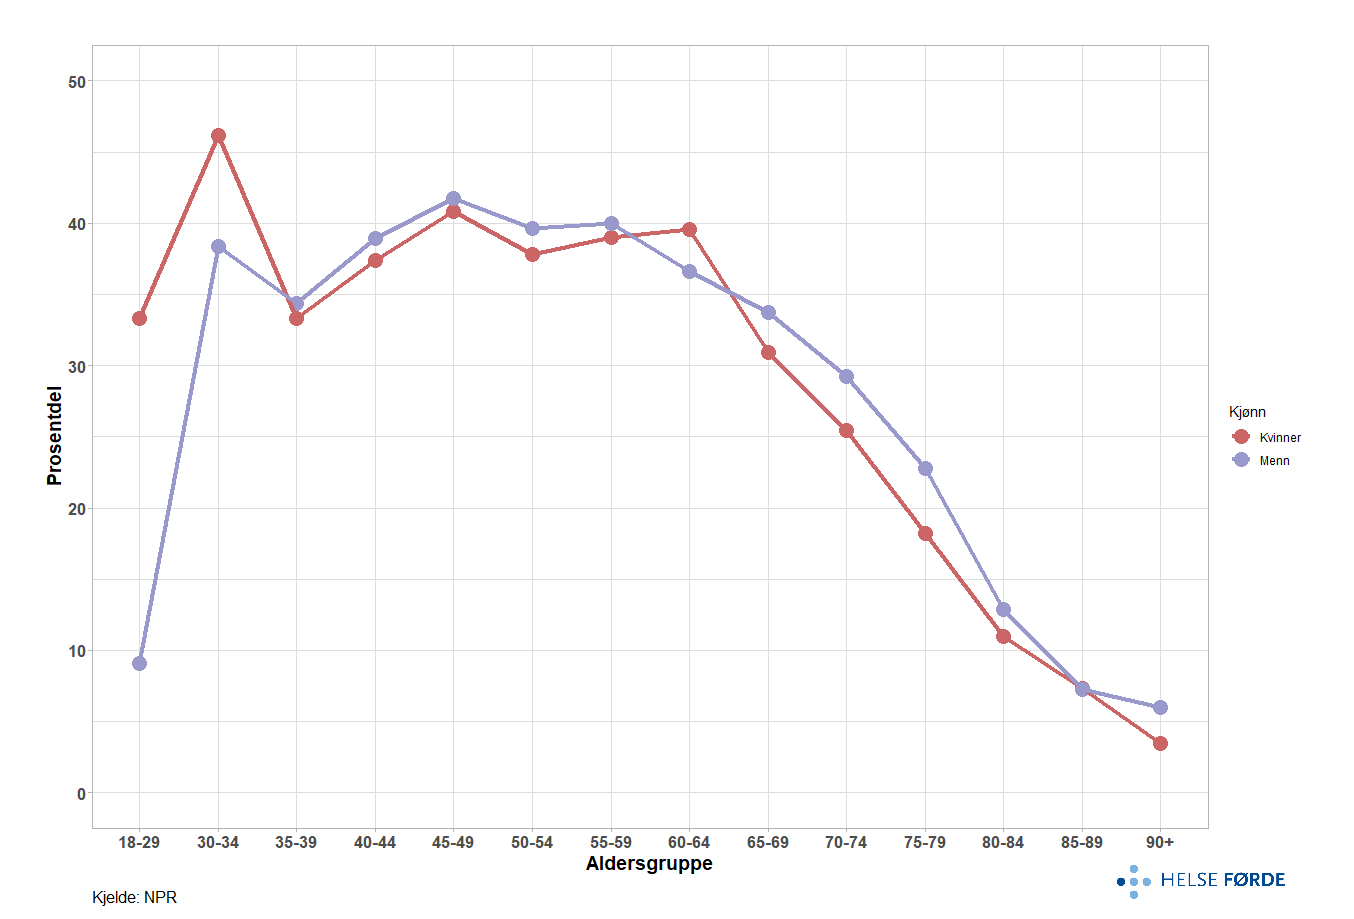 50
40
30
20
10
0
Prosentdel
18-29 30-34 35-39 40-44 45-49 50-54 55-59 60-64 65-69 70-74 75-79 80-84 85-89 90+
Aldersgruppe
Kjønn
Kvinner
Menn
Kjelde: NPR
HELSE FØRDE